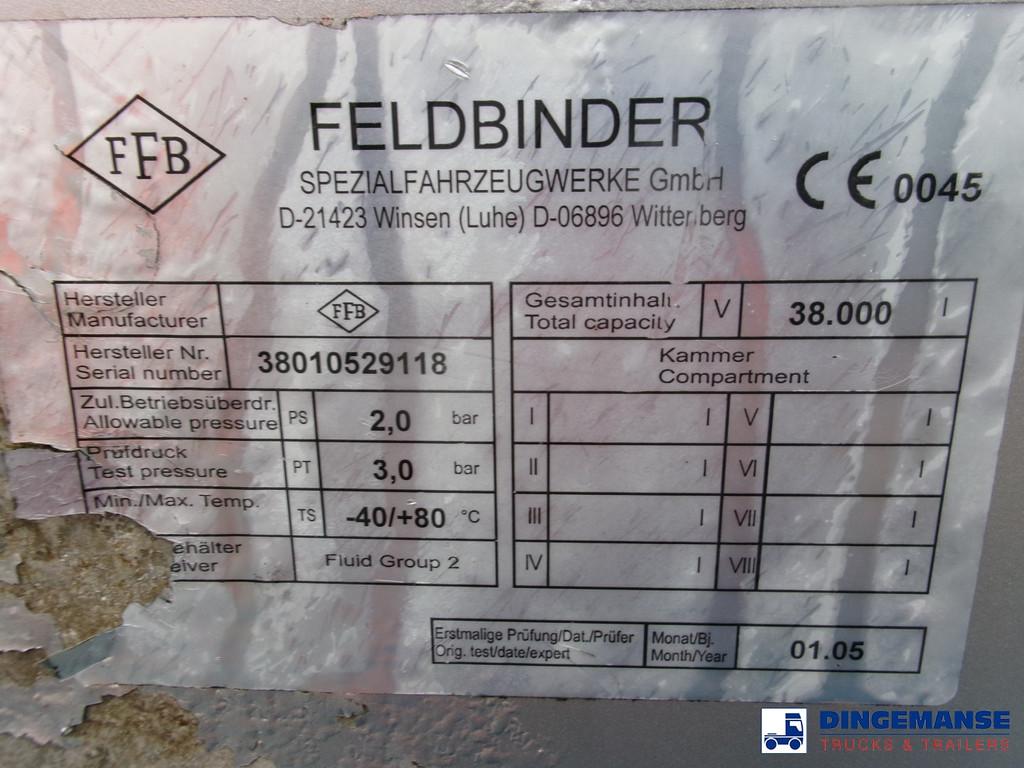 FFB
FELDBINDER
SPEZIALFAHRZEUGWERKE GmbH
D-21423 Winsen (Luhe) D-06896 Wittenberg
CE 0045
Hersteller
Manufacturer
FFB
Hersteller Nr.
Serial number
38010529118
Zul.Betriebsüberdr.
Allowable pressure
PS
2,0 bar
Prüfdruck
Test pressure
PT
3,0 bar
Min./Max. Temp.
TS
-40/+80 °C
ehälter
eiver
Fluid Group 2
Gesamtinhalt.
Total capacity
V
38.000 l
Kammer
Compartment
I l V l
II l VI l
III l VII l
IV l VIII l
Erstmalige Prüfung/Dat./Prüfer
Orig. test/date/expert
Monat/Bj.
Month/Year
01.05
DINGEMANSE
TRUCKS & TRAILERS